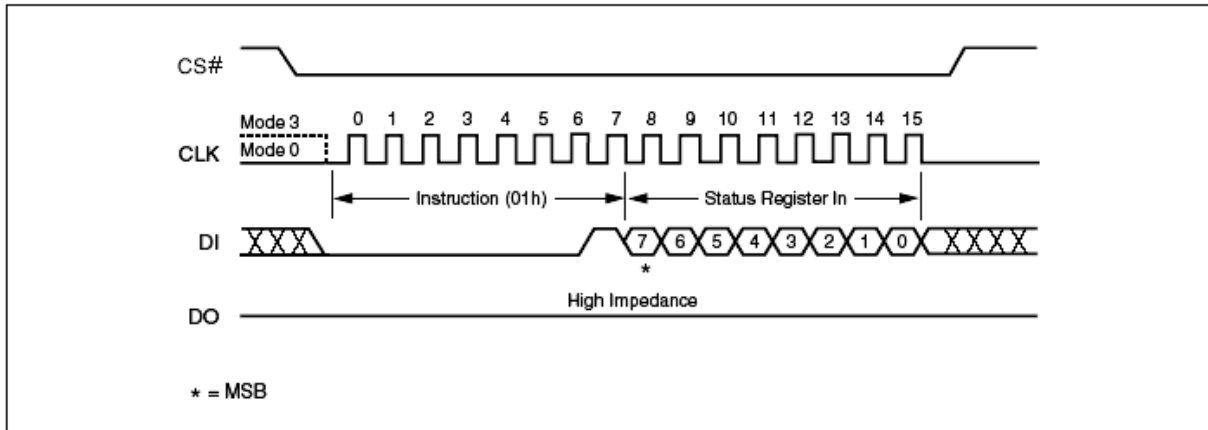 CS#
Mode 3
0 1 2 3 4 5 6 7 8 9 10 11 12 13 14 15
CLK
Mode 0
Instruction (01h)
Status Register In
DI
7 6 5 4 3 2 1 0
*
High Impedance
DO
* = MSB